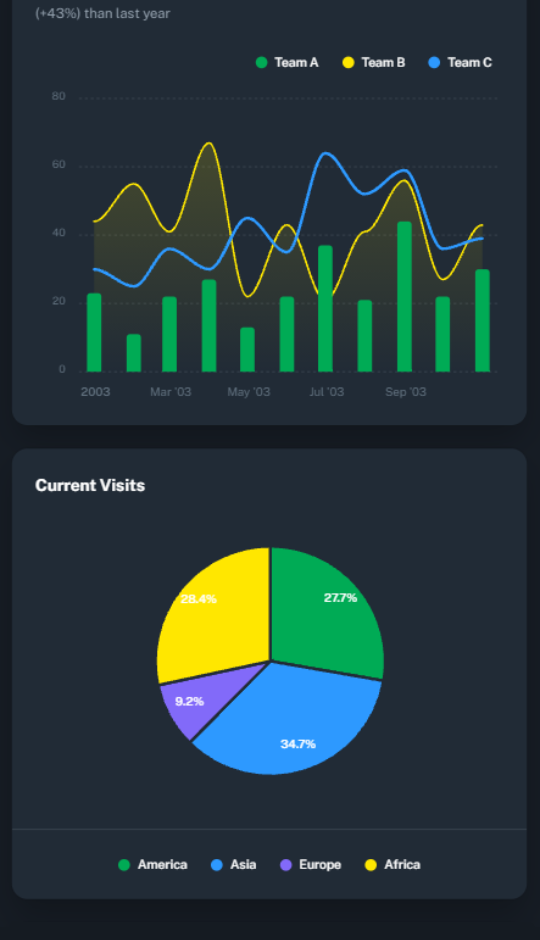 (+43%) than last year
Team A Team B Team C
80
60
40
20
0
2003 Mar '03 May '03 Jul '03 Sep '03
Current Visits
28.4% 27.7%
9.2%
34.7%
America Asia Europe Africa